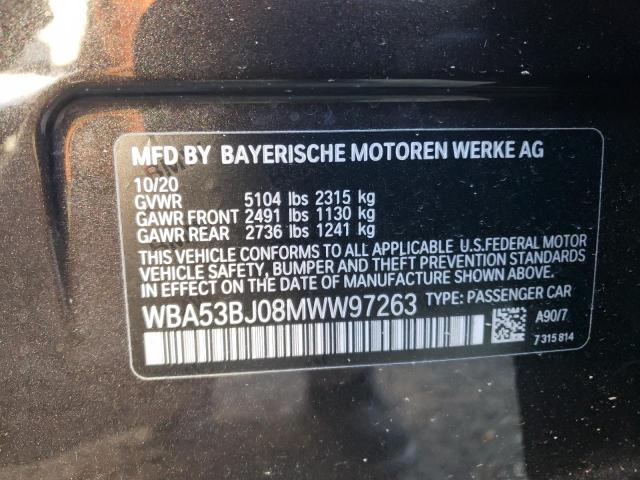 MFD BY BAYERISCHE MOTOREN WERKE AG
10/20
GVWR 5104 lbs 2315 kg
GAWR FRONT 2491 lbs 1130 kg
GAWR REAR 2736 lbs 1241 kg
THIS VEHICLE CONFORMS TO ALL APPLICABLE U.S.FEDERAL MOTOR
VEHICLE SAFETY, BUMPER AND THEFT PREVENTION STANDARDS
IN EFFECT ON THE DATE OF MANUFACTURE SHOWN ABOVE.
WBA53BJ08MWW97263 TYPE: PASSENGER CAR
A90/7
7 315 814